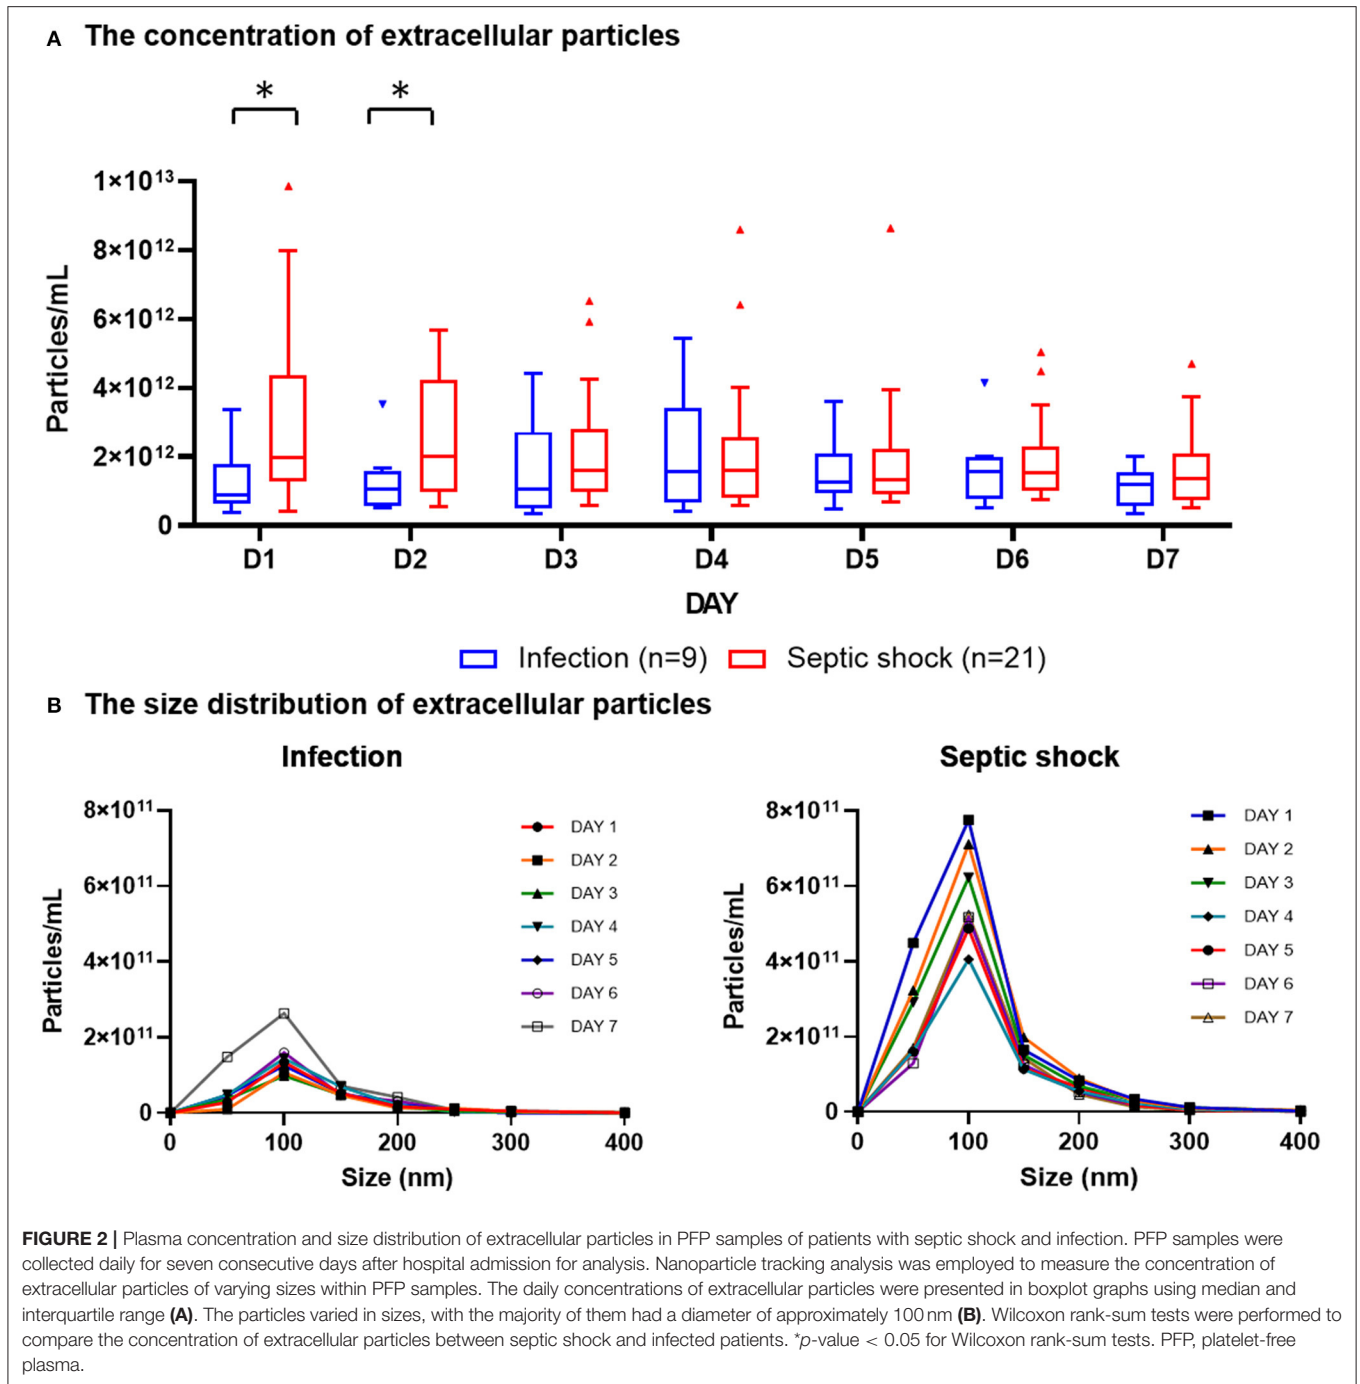 A The concentration of extracellular particles
* *
1×10¹³
8×10¹²
6×10¹²
4×10¹²
2×10¹²
0
Particles/mL
D1 D2 D3 D4 D5 D6 D7
DAY
Infection (n=9) Septic shock (n=21)
B The size distribution of extracellular particles
Infection
8×10¹¹
6×10¹¹
4×10¹¹
2×10¹¹
0
Particles/mL
0 100 200 300 400
Size (nm)
DAY 1
DAY 2
DAY 3
DAY 4
DAY 5
DAY 6
DAY 7
Septic shock
8×10¹¹
6×10¹¹
4×10¹¹
2×10¹¹
0
Particles/mL
0 100 200 300 400
Size (nm)
DAY 1
DAY 2
DAY 3
DAY 4
DAY 5
DAY 6
DAY 7
FIGURE 2 | Plasma concentration and size distribution of extracellular particles in PFP samples of patients with septic shock and infection. PFP samples were
collected daily for seven consecutive days after hospital admission for analysis. Nanoparticle tracking analysis was employed to measure the concentration of
extracellular particles of varying sizes within PFP samples. The daily concentrations of extracellular particles were presented in boxplot graphs using median and
interquartile range (A). The particles varied in sizes, with the majority of them had a diameter of approximately 100 nm (B). Wilcoxon rank-sum tests were performed to
compare the concentration of extracellular particles between septic shock and infected patients. *p-value < 0.05 for Wilcoxon rank-sum tests. PFP, platelet-free
plasma.